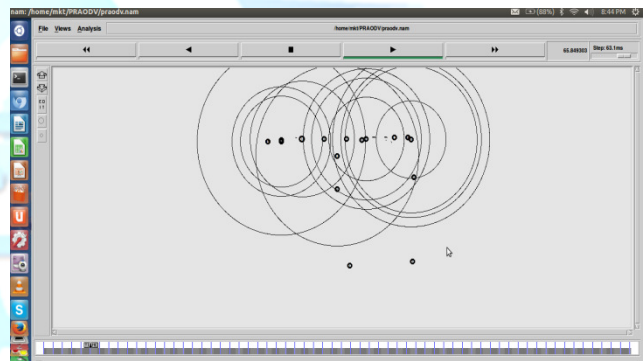 nam: /home/mkt/PRAODV/praodv.nam
(88%) 8:44 PM
File Views Analysis
/home/mkt/PRAODV/praodv.nam
65.849303
Step: 63.1ms